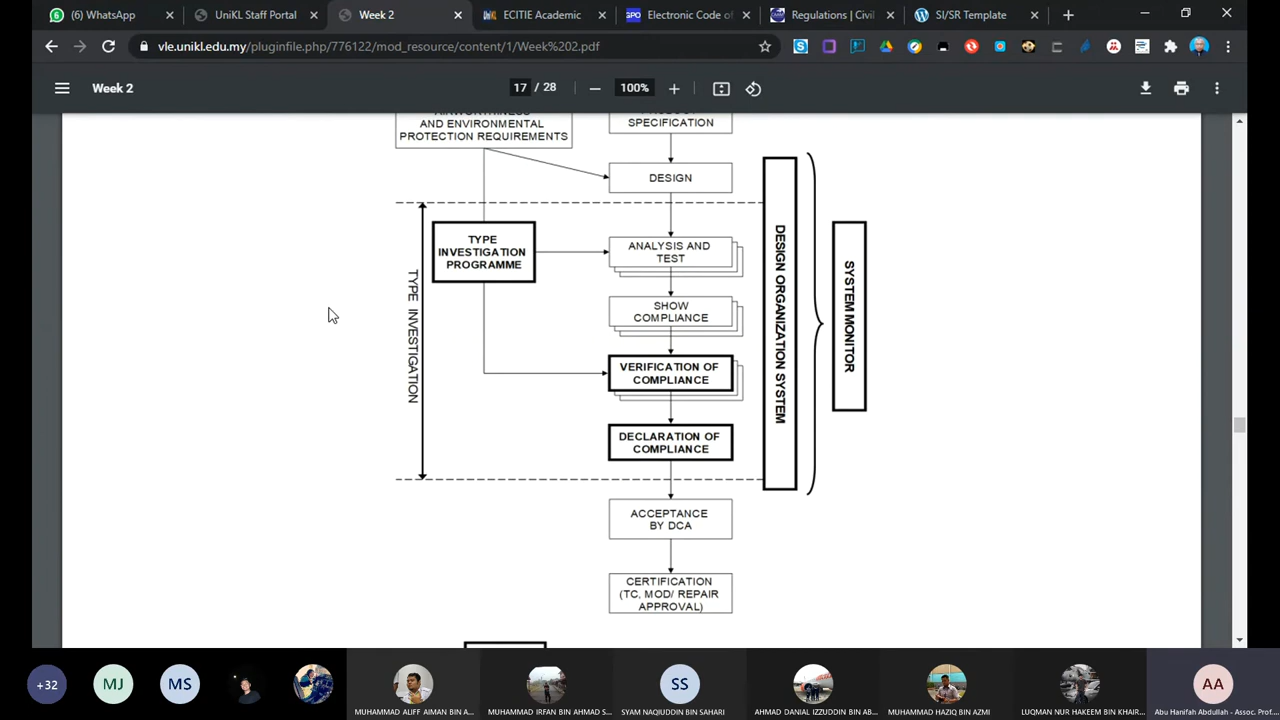 (6) WhatsApp
UniKL Staff Portal
Week 2
ECITIE Academic
Electronic Code of
Regulations | Civil
SI/SR Template
vle.unikl.edu.my/pluginfile.php/776122/mod_resource/content/1/Week%202.pdf
Week 2
17 / 28
100%
AND ENVIRONMENTAL
PROTECTION REQUIREMENTS
SPECIFICATION
DESIGN
TYPE
INVESTIGATION
PROGRAMME
ANALYSIS AND
TEST
SHOW
COMPLIANCE
VERIFICATION OF
COMPLIANCE
DECLARATION OF
COMPLIANCE
TYPE INVESTIGATION
DESIGN ORGANIZATION SYSTEM
SYSTEM MONITOR
ACCEPTANCE
BY DCA
CERTIFICATION
(TC, MOD/ REPAIR
APPROVAL)
+32
MJ
MS
MUHAMMAD ALIFF AIMAN BIN A...
MUHAMMAD IRFAN BIN AHMAD S...
SS
SYAM NAQIUDDIN BIN SAHARI
AHMAD DANIAL IZZUDDIN BIN AB...
MUHAMMAD HAZIQ BIN AZMI
LUQMAN NUR HAKEEM BIN KHAIR...
AA
Abu Hanifah Abdullah - Assoc. Prof...